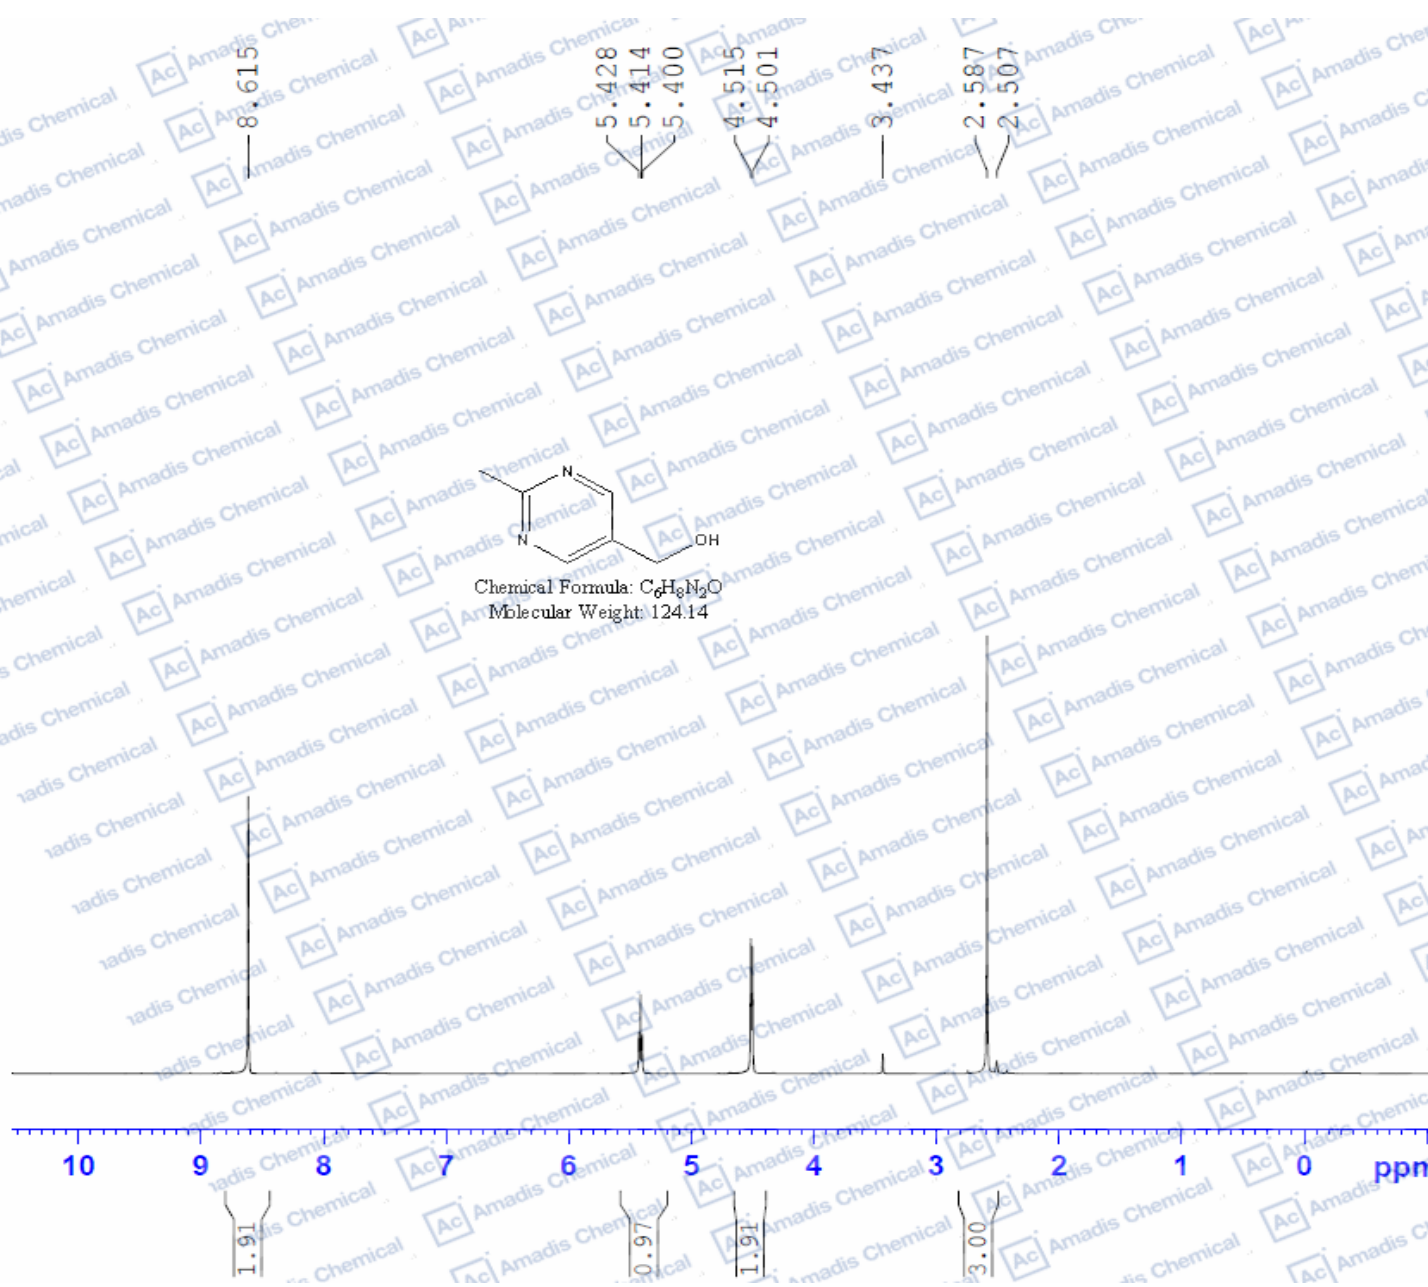 8.615
5.428
5.414
5.400
4.515
4.501
3.437
2.587
2.507
N
N
OH
Chemical Formula: C₆H₈N₂O
Molecular Weight: 124.14
10 9 8 7 6 5 4 3 2 1 0 ppm
1.91
0.97
1.91
3.00
Ac Amadis Chemical